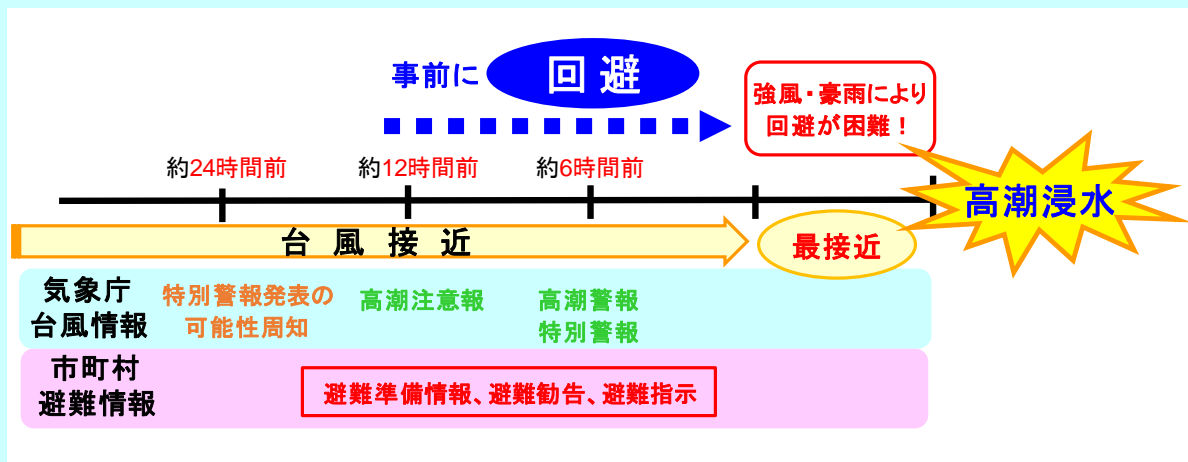 事前に 回避
強風・豪雨により
回避が困難！
約24時間前 約12時間前 約6時間前
高潮浸水
台風接近
最接近
気象庁
台風情報
特別警報発表の
可能性周知
高潮注意報
高潮警報
特別警報
市町村
避難情報
避難準備情報、避難勧告、避難指示